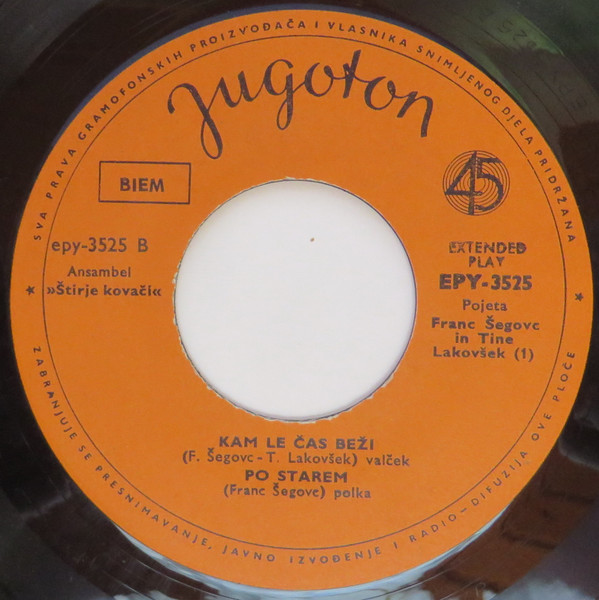 SVA PRAVA GRAMOFONSKIH PROIZVOĐAČA I VLASNIKA SNIMLJENOG DJELA PRIDRŽANA
Jugoton
BIEM
45
epy-3525 B
Ansambel
»Štirje kovači«
EXTENDED
PLAY
EPY-3525
Pojeta
Franc Šegovc
in Tine
Lakovšek (1)
KAM LE ČAS BEŽI
(F. Šegovc - T. Lakovšek) valček
PO STAREM
(Franc Šegovc) polka
ZABRANJUJE SE PRESNIMAVANJE, JAVNO IZVOĐENJE I RADIO-DIFUZIJA OVE PLOČE